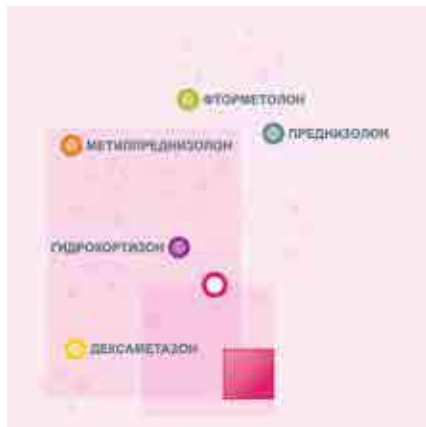 ФТОРМЕТОЛОН
ПРЕДНИЗОЛОН
МЕТИЛПРЕДНИЗОЛОН
ГИДРОКОРТИЗОН
ДЕКСАМЕТАЗОН